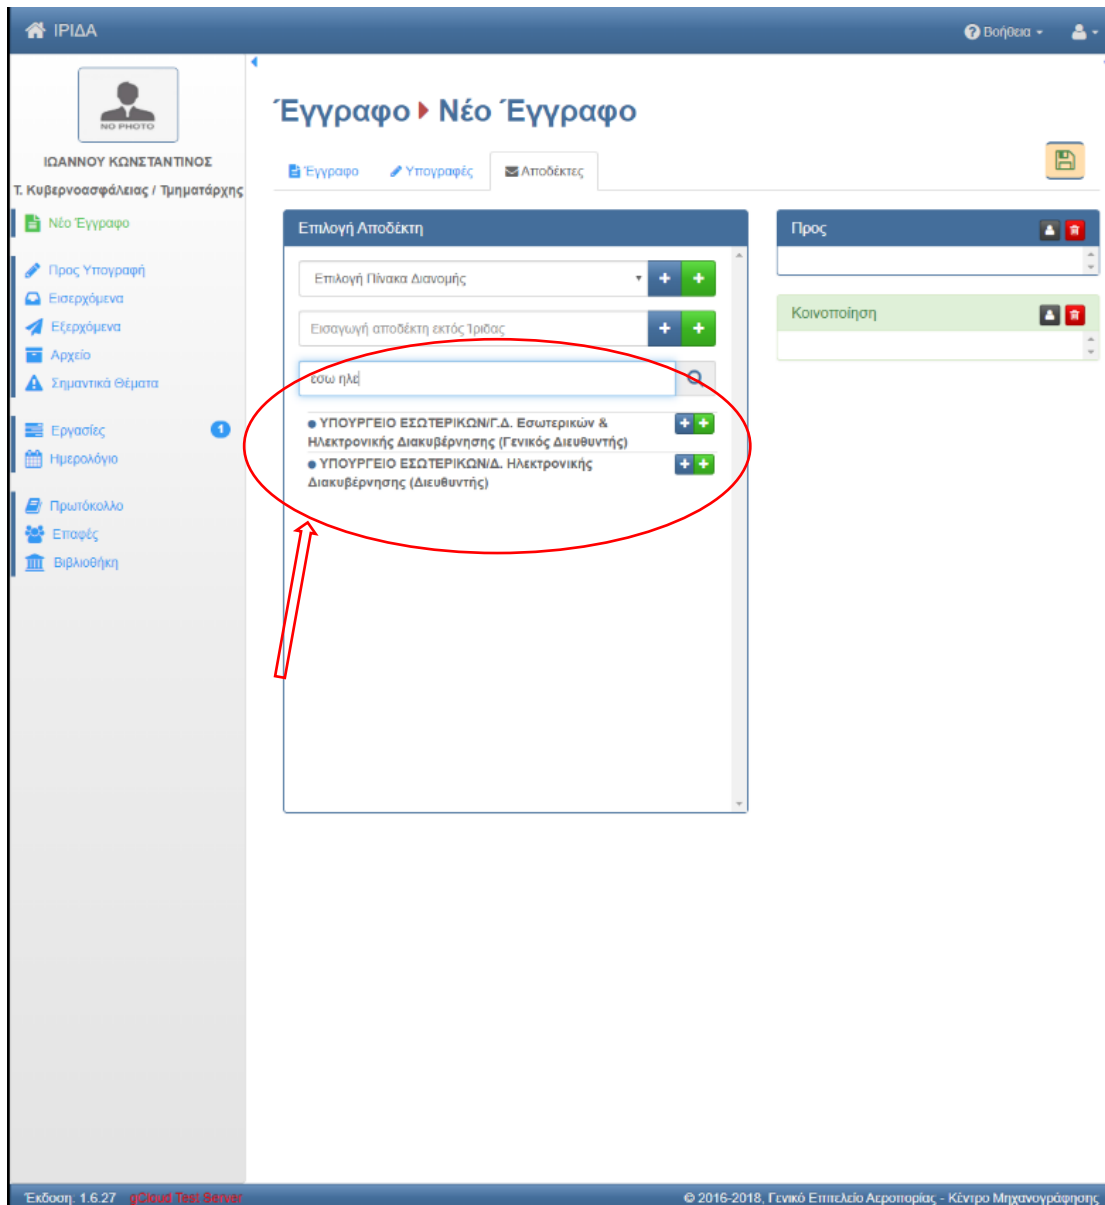 ΙΡΙΔΑ
Βοήθεια
NO PHOTO
ΙΩΑΝΝΟΥ ΚΩΝΣΤΑΝΤΙΝΟΣ
Τ. Κυβερνοασφάλειας / Τμηματάρχης
Νέο Έγγραφο
Προς Υπογραφή
Εισερχόμενα
Εξερχόμενα
Αρχείο
Σημαντικά Θέματα
Εργασίες 1
Ημερολόγιο
Πρωτόκολλο
Επαφές
Βιβλιοθήκη
Έγγραφο Νέο Έγγραφο
Έγγραφο Υπογραφές Αποδέκτες
Επιλογή Αποδέκτη
Επιλογή Πίνακα Διανομής
Εισαγωγή αποδέκτη εκτός Ίριδας
εσω ηλε
ΥΠΟΥΡΓΕΙΟ ΕΣΩΤΕΡΙΚΩΝ/Γ.Δ. Εσωτερικών &
Ηλεκτρονικής Διακυβέρνησης (Γενικός Διευθυντής)
ΥΠΟΥΡΓΕΙΟ ΕΣΩΤΕΡΙΚΩΝ/Δ. Ηλεκτρονικής
Διακυβέρνησης (Διευθυντής)
Προς
Κοινοποίηση
Έκδοση: 1.6.27 gCloud Test Server
© 2016-2018, Γενικό Επιτελείο Αεροπορίας - Κέντρο Μηχανογράφησης